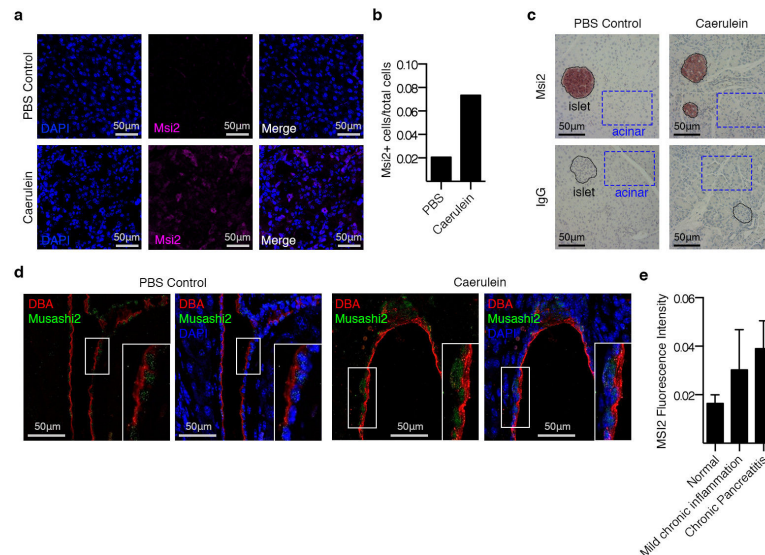 a
PBS Control
DAPI
50µm
Msi2
50µm
Merge
50µm
Caerulein
DAPI
50µm
Msi2
50µm
Merge
50µm
b
Msi2+ cells/total cells
0.10
0.08
0.06
0.04
0.02
PBS
Caerulein
c
PBS Control
Caerulein
Msi2
islet
acinar
50µm
50µm
IgG
islet
acinar
50µm
50µm
d
PBS Control
Caerulein
DBA
Musashi2
50µm
DBA
Musashi2
DAPI
50µm
DBA
Musashi2
50µm
DBA
Musashi2
DAPI
50µm
e
MSI2 Fluorescence Intensity
0.06
0.04
0.02
Normal
Mild chronic inflammation
Chronic Pancreatitis